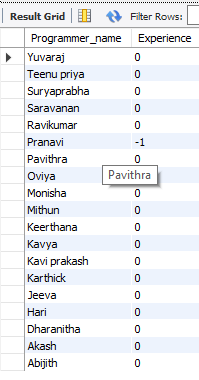 Result Grid Filter Rows:
Programmer_name Experience
Yuvaraj 0
Teenu priya 0
Suryaprabha 0
Saravanan 0
Ravikumar 0
Pranavi -1
Pavithra 0
Oviya 0
Pavithra
Monisha 0
Mithun 0
Keerthana 0
Kavya 0
Kavi prakash 0
Karthick 0
Jeeva 0
Hari 0
Dharanitha 0
Akash 0
Abijith 0